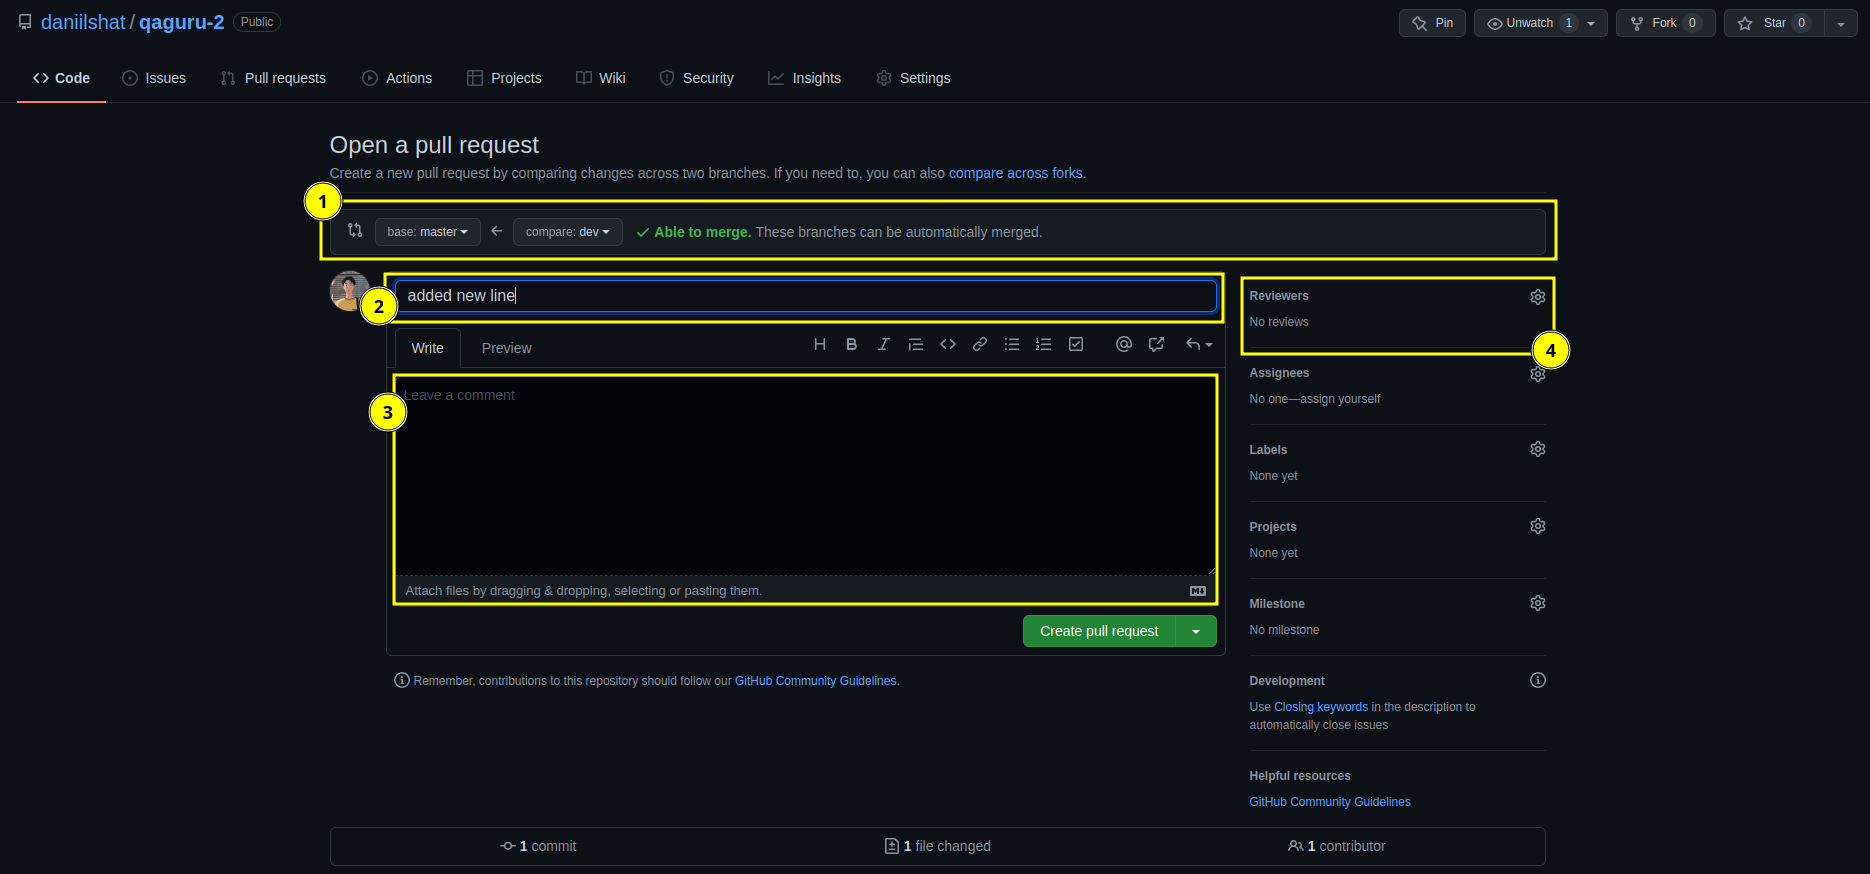 daniilshat / qaguru-2 Public
Pin
Unwatch 1
Fork 0
Star 0
Code
Issues
Pull requests
Actions
Projects
Wiki
Security
Insights
Settings
Open a pull request
Create a new pull request by comparing changes across two branches. If you need to, you can also compare across forks.
1
base: master
compare: dev
Able to merge. These branches can be automatically merged.
2
added new line
Write
Preview
3
Leave a comment
Attach files by dragging & dropping, selecting or pasting them.
Create pull request
Remember, contributions to this repository should follow our GitHub Community Guidelines.
Reviewers
No reviews
4
Assignees
No one—assign yourself
Labels
None yet
Projects
None yet
Milestone
No milestone
Development
Use Closing keywords in the description to
automatically close issues
Helpful resources
GitHub Community Guidelines
1 commit
1 file changed
1 contributor